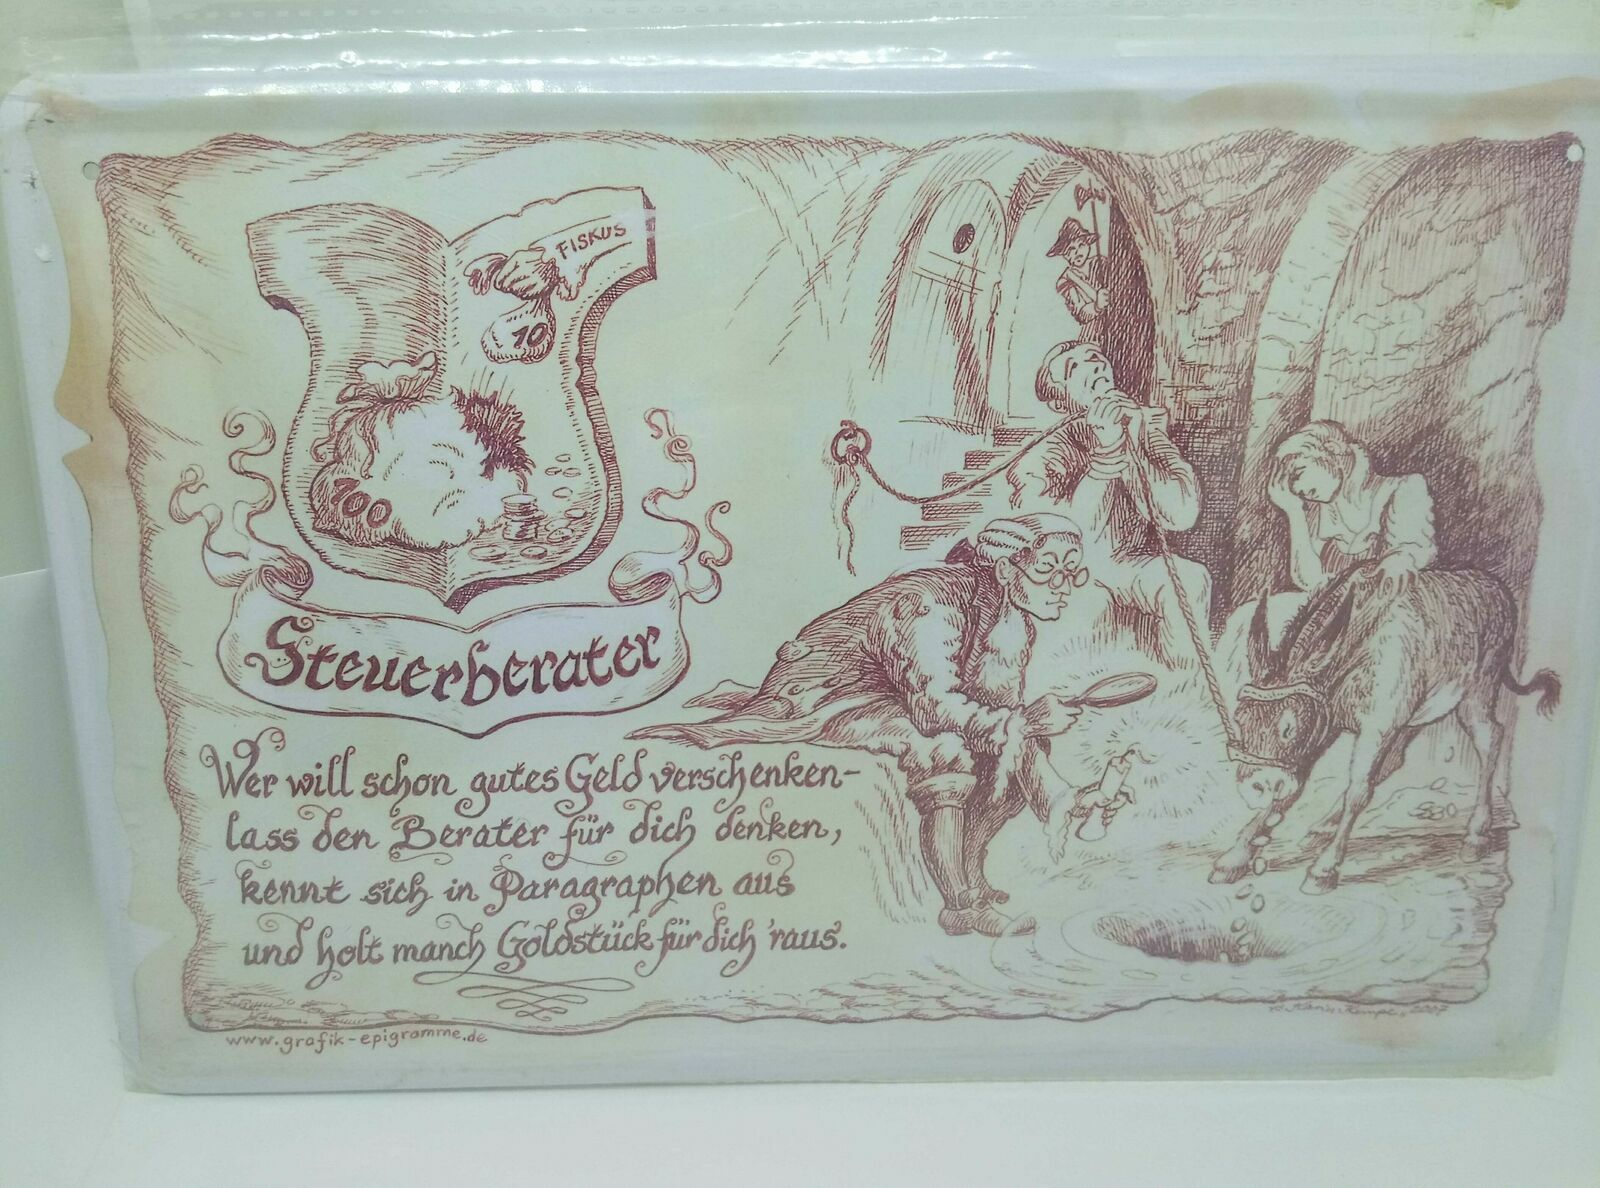 FISKUS
10
100
Steuerberater
Wer will schon gutes Geld verschenken-
lass den Berater für dich denken,
kennt sich in Paragraphen aus
und holt manch Goldstück für dich 'raus.
www.grafik-epigramme.de
2007